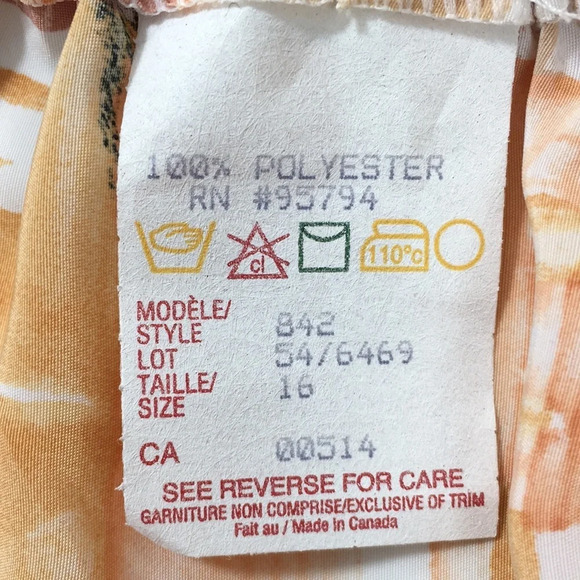 100% POLYESTER
RN #95794
cl 110°c
MODÈLE/
STYLE 842
LOT 54/6469
TAILLE/
SIZE 16
CA 00514
SEE REVERSE FOR CARE
GARNITURE NON COMPRISE/EXCLUSIVE OF TRIM
Fait au / Made in Canada